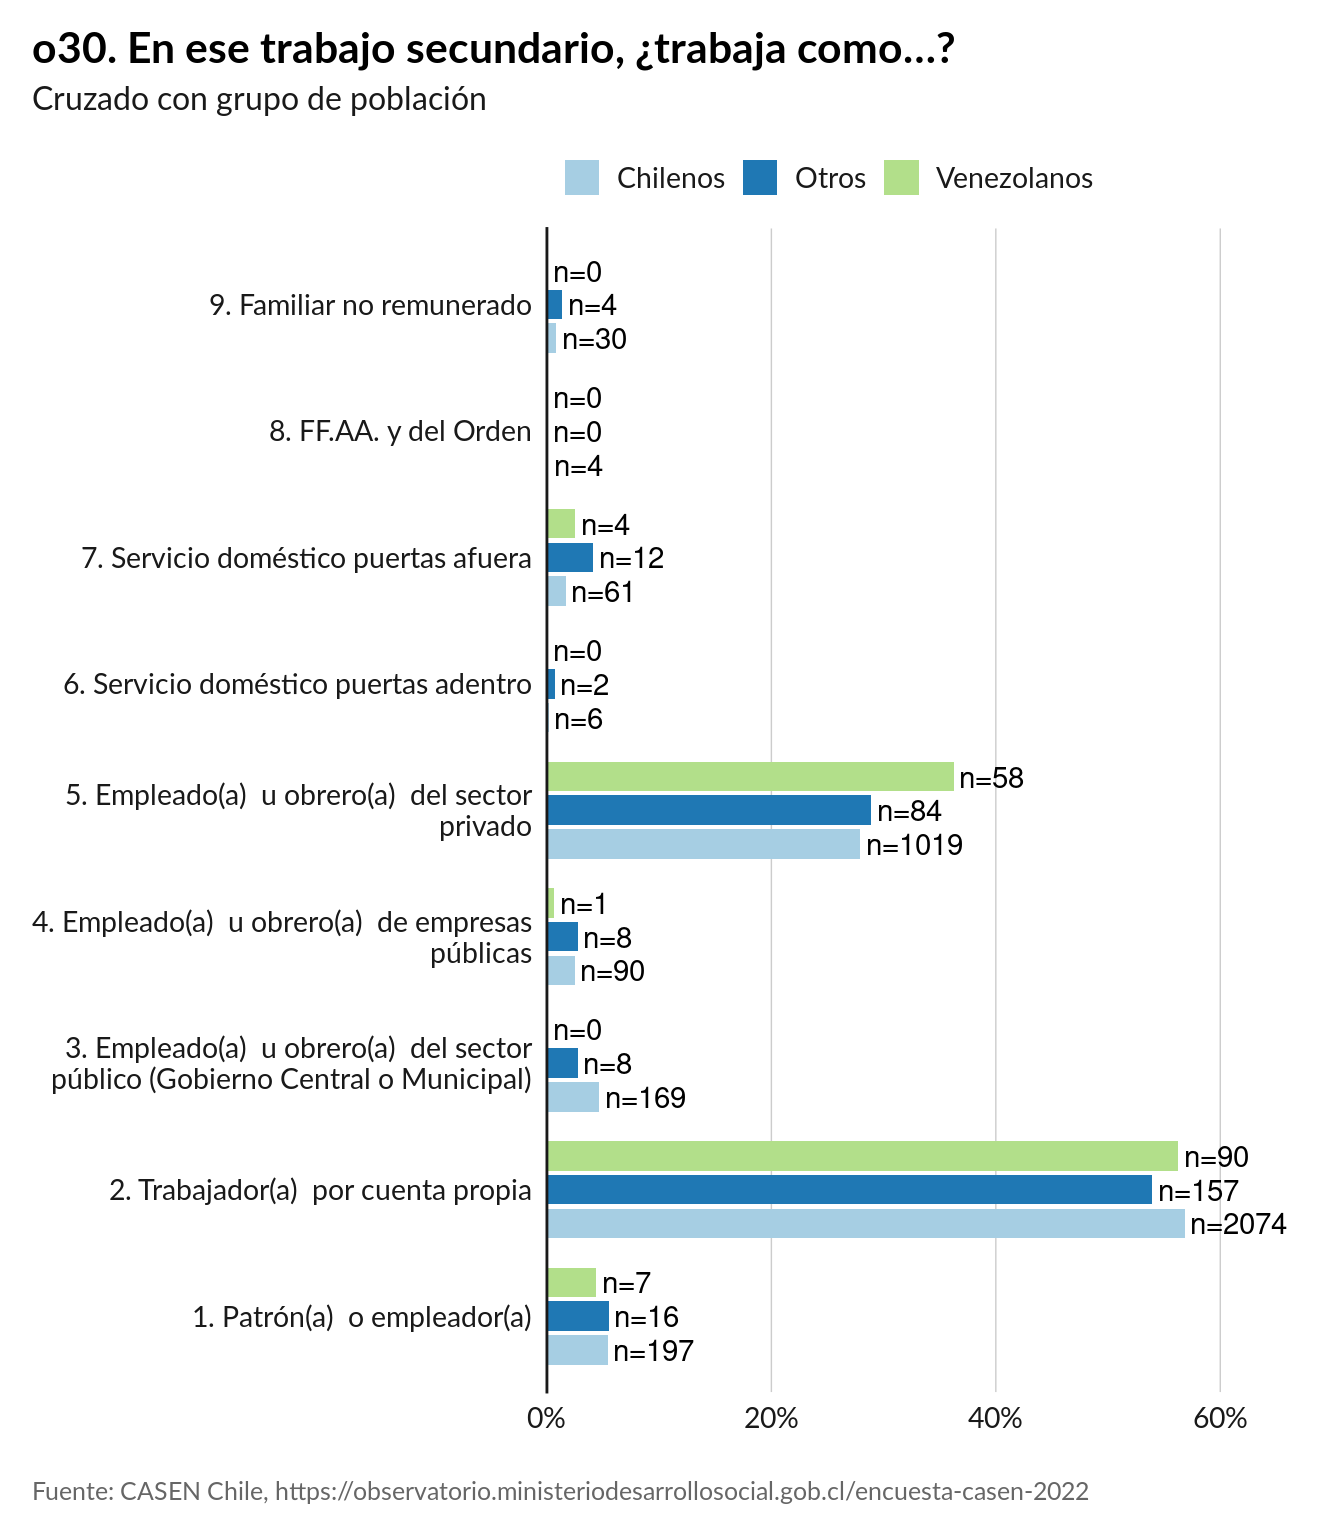 o30. En ese trabajo secundario, ¿trabaja como...?
Cruzado con grupo de población
Chilenos
Otros
Venezolanos
n=0
9. Familiar no remunerado
n=4
n=30
n=0
8. FF.AA. y del Orden
n=0
n=4
n=4
7. Servicio doméstico puertas afuera
n=12
n=61
n=0
6. Servicio doméstico puertas adentro
n=2
n=6
5. Empleado(a)  u obrero(a)  del sector
privado
n=58
n=84
n=1019
4. Empleado(a)  u obrero(a)  de empresas
públicas
n=1
n=8
n=90
3. Empleado(a)  u obrero(a)  del sector
público (Gobierno Central o Municipal)
n=0
n=8
n=169
2. Trabajador(a)  por cuenta propia
n=90
n=157
n=2074
1. Patrón(a)  o empleador(a)
n=7
n=16
n=197
0%
20%
40%
60%
Fuente: CASEN Chile, https://observatorio.ministeriodesarrollosocial.gob.cl/encuesta-casen-2022